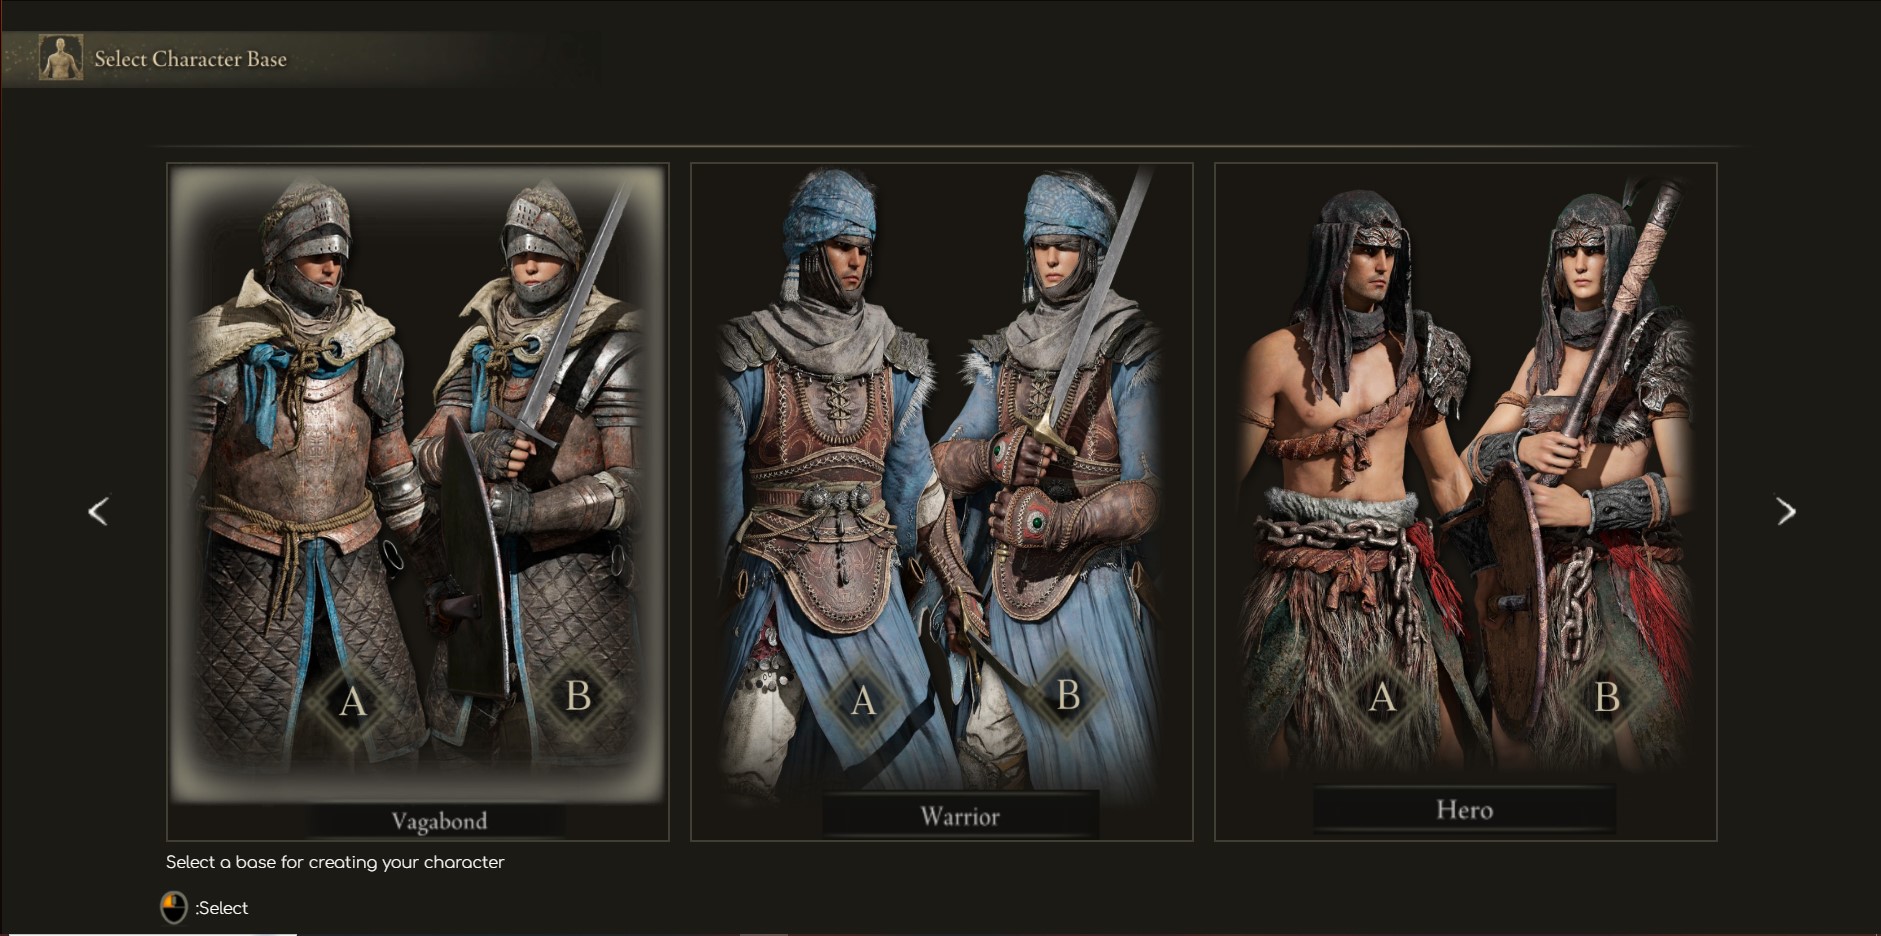 Select Character Base
A
B
Vagabond
A
B
Warrior
A
B
Hero
Select a base for creating your character
:Select